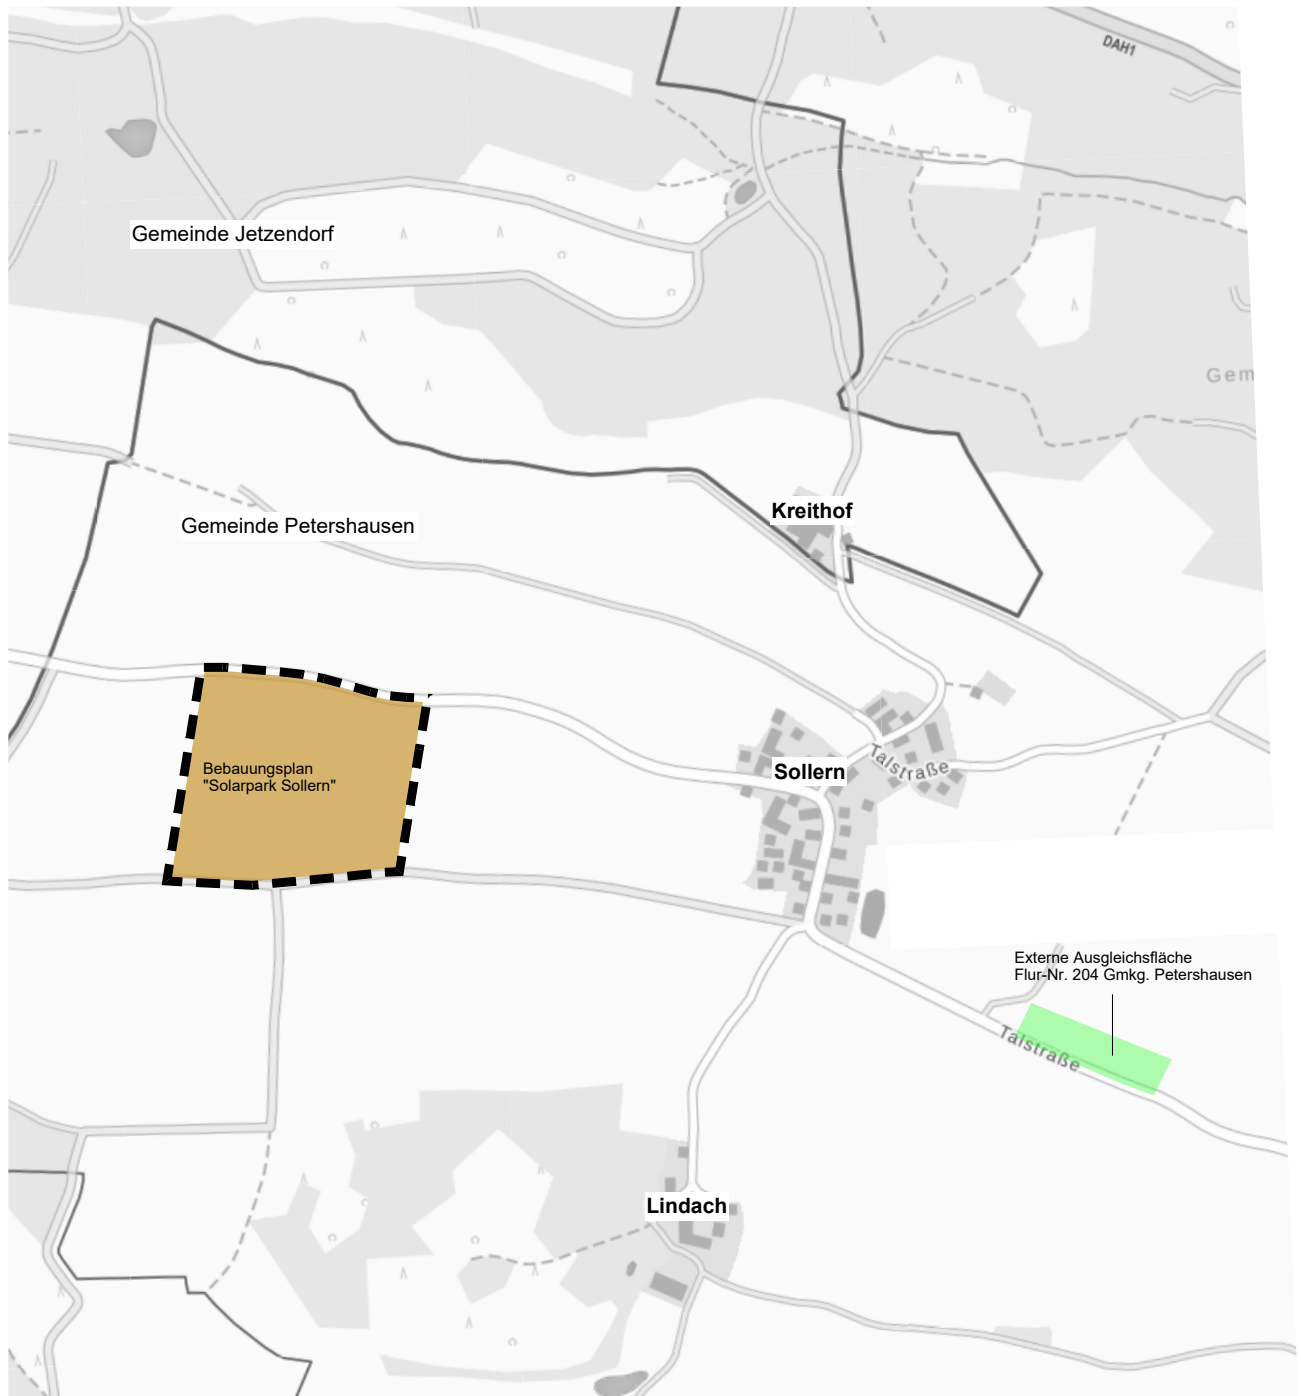 DAH1
Gemeinde Jetzendorf
Gem
Kreithof
Gemeinde Petershausen
Talstraße
Sollern
Bebauungsplan
"Solarpark Sollern"
Externe Ausgleichsfläche
Flur-Nr. 204 Gmkg. Petershausen
Talstraße
Lindach